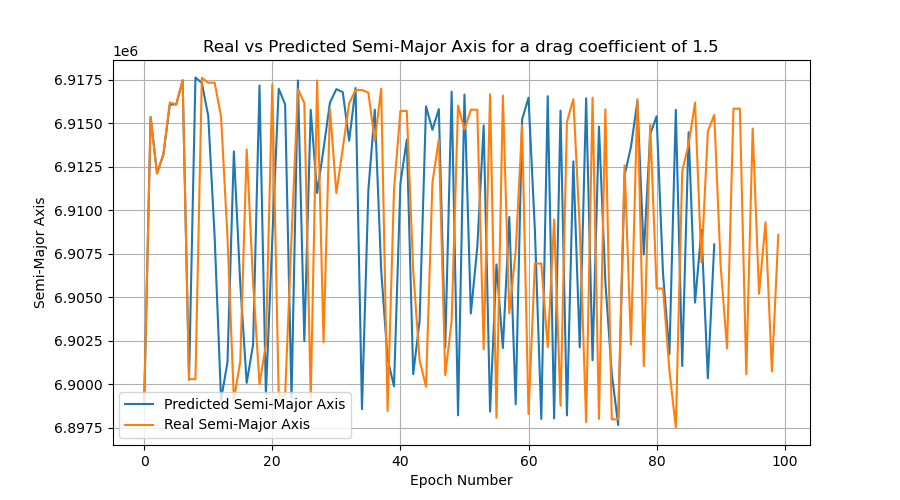 Real vs Predicted Semi-Major Axis for a drag coefficient of 1.5
1e6
6.9175
6.9150
6.9125
6.9100
6.9075
6.9050
6.9025
6.9000
6.8975
Semi-Major Axis
Predicted Semi-Major Axis
Real Semi-Major Axis
0 20 40 60 80 100
Epoch Number